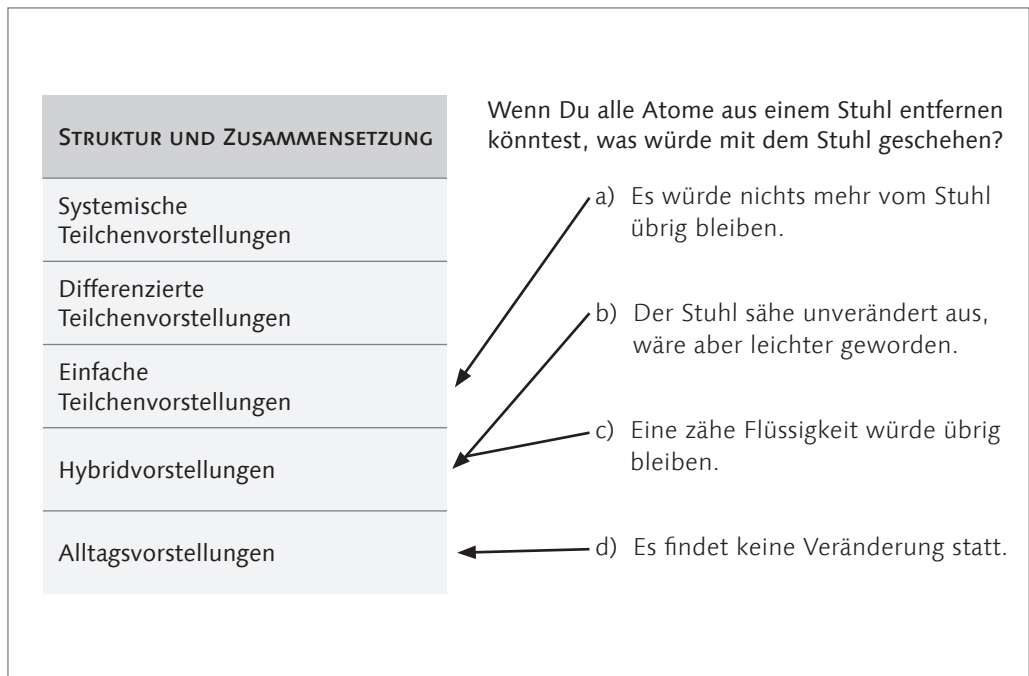 STRUKTUR UND ZUSAMMENSETZUNG
Systemische
Teilchenvorstellungen
Differenzierte
Teilchenvorstellungen
Einfache
Teilchenvorstellungen
Hybridvorstellungen
Alltagsvorstellungen
Wenn Du alle Atome aus einem Stuhl entfernen
könntest, was würde mit dem Stuhl geschehen?
a) Es würde nichts mehr vom Stuhl
übrig bleiben.
b) Der Stuhl sähe unverändert aus,
wäre aber leichter geworden.
c) Eine zähe Flüssigkeit würde übrig
bleiben.
d) Es findet keine Veränderung statt.